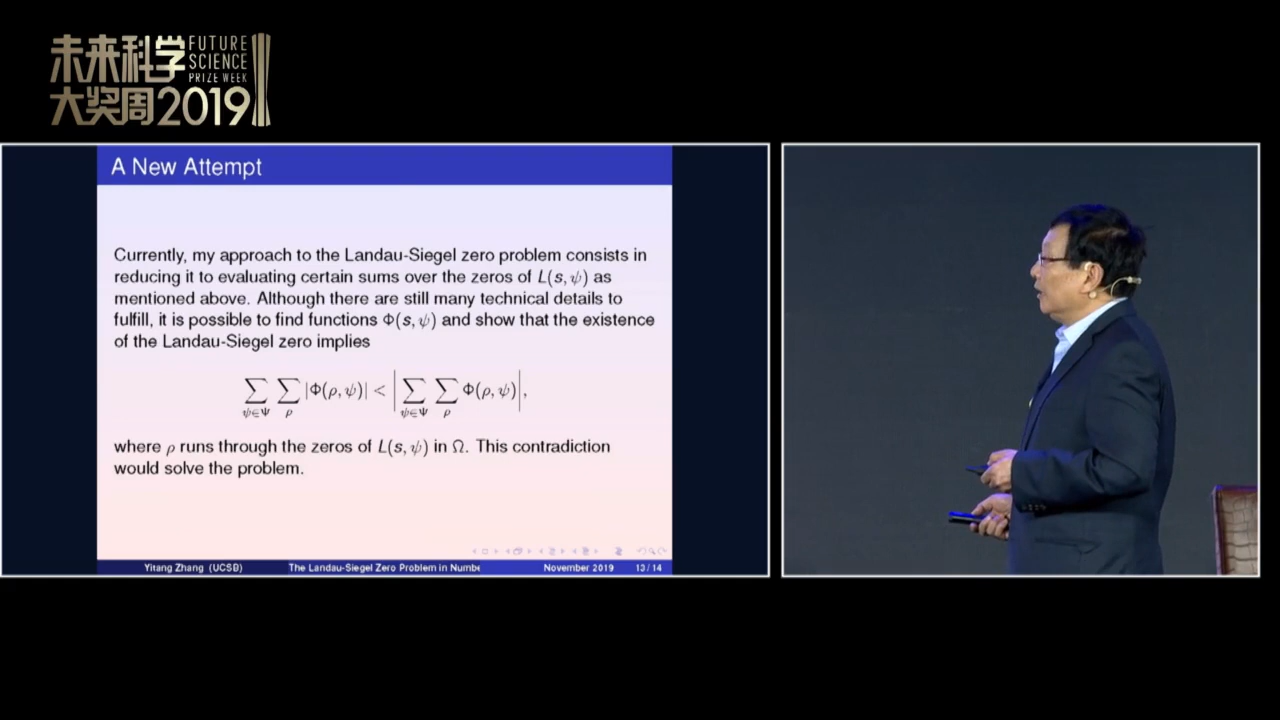 未来科学 FUTURE SCIENCE PRIZE WEEK
大奖周2019
A New Attempt
Currently, my approach to the Landau-Siegel zero problem consists in
reducing it to evaluating certain sums over the zeros of L(s, ψ) as
mentioned above. Although there are still many technical details to
fulfill, it is possible to find functions Φ(s, ψ) and show that the existence
of the Landau-Siegel zero implies
∑_{ψ∈Ψ} ∑_ρ |Φ(ρ, ψ)| < |∑_{ψ∈Ψ} ∑_ρ Φ(ρ, ψ)|,
where ρ runs through the zeros of L(s, ψ) in Ω. This contradiction
would solve the problem.
Yitang Zhang (UCSB) The Landau-Siegel Zero Problem in Numbe November 2019 13 / 14